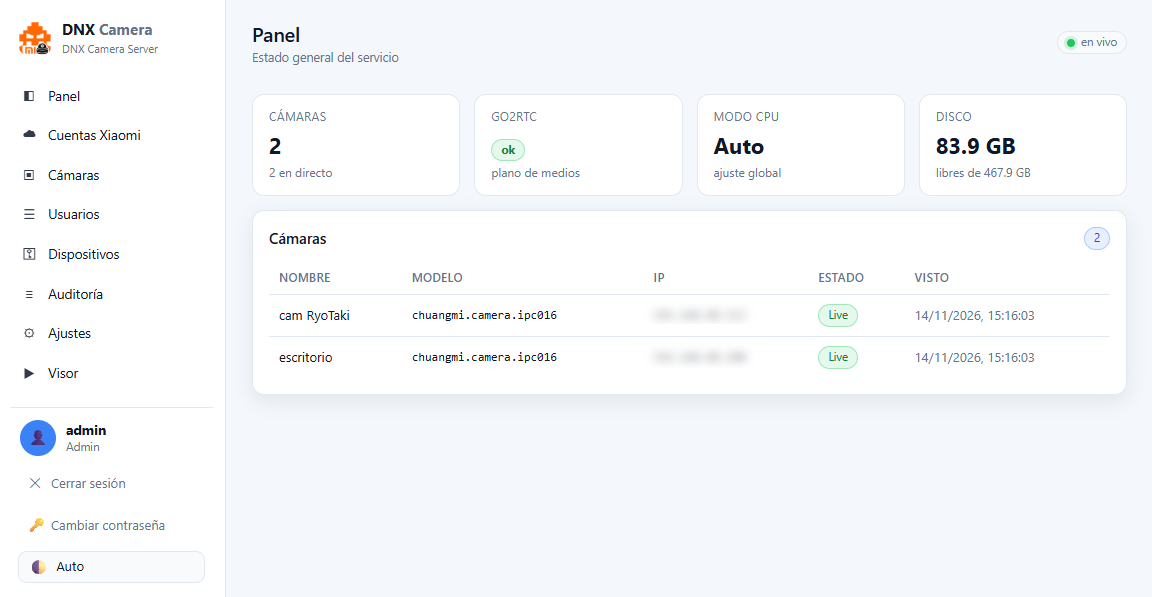 DNX Camera
DNX Camera Server
Panel
Cuentas Xiaomi
Cámaras
Usuarios
Dispositivos
Auditoría
Ajustes
Visor
admin
Admin
Cerrar sesión
Cambiar contraseña
Auto
Panel
Estado general del servicio
en vivo
CÁMARAS
2
2 en directo
GO2RTC
ok
plano de medios
MODO CPU
Auto
ajuste global
DISCO
83.9 GB
libres de 467.9 GB
Cámaras 2
NOMBRE MODELO IP ESTADO VISTO
cam RyoTaki chuangmi.camera.ipc016 Live 14/11/2026, 15:16:03
escritorio chuangmi.camera.ipc016 Live 14/11/2026, 15:16:03